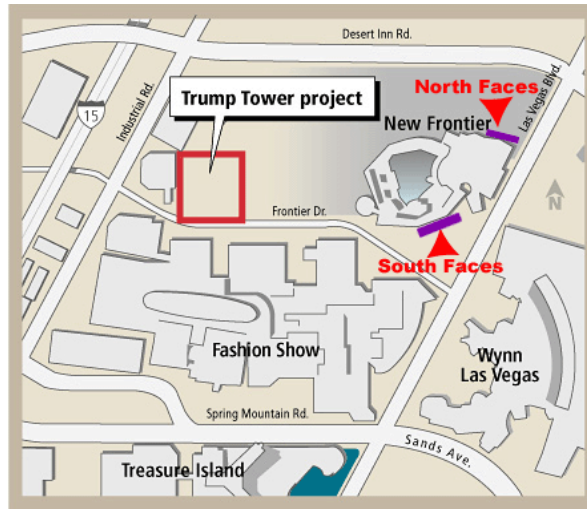 Desert Inn Rd.
North Faces
Las Vegas Blvd.
Industrial Rd.
15
Trump Tower project
New Frontier
N
Frontier Dr.
South Faces
Fashion Show
Wynn
Las Vegas
Spring Mountain Rd.
Sands Ave.
Treasure Island